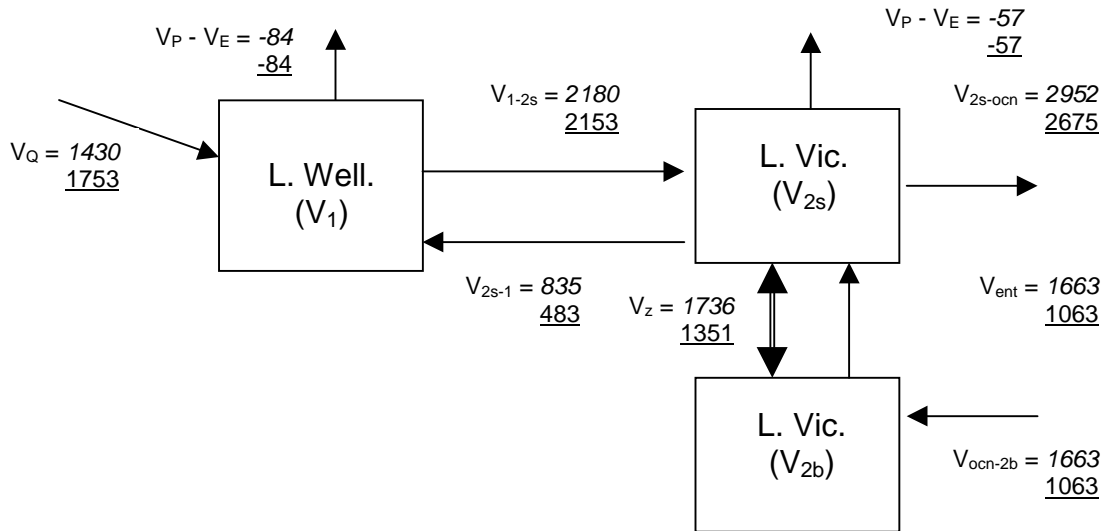 V_P - V_E = -84
-84
V_P - V_E = -57
-57
V_1-2s = 2180
2153
V_2s-ocn = 2952
2675
V_Q = 1430
1753
L. Well.
(V_1)
L. Vic.
(V_2s)
V_2s-1 = 835
483
V_z = 1736
1351
V_ent = 1663
1063
L. Vic.
(V_2b)
V_ocn-2b = 1663
1063